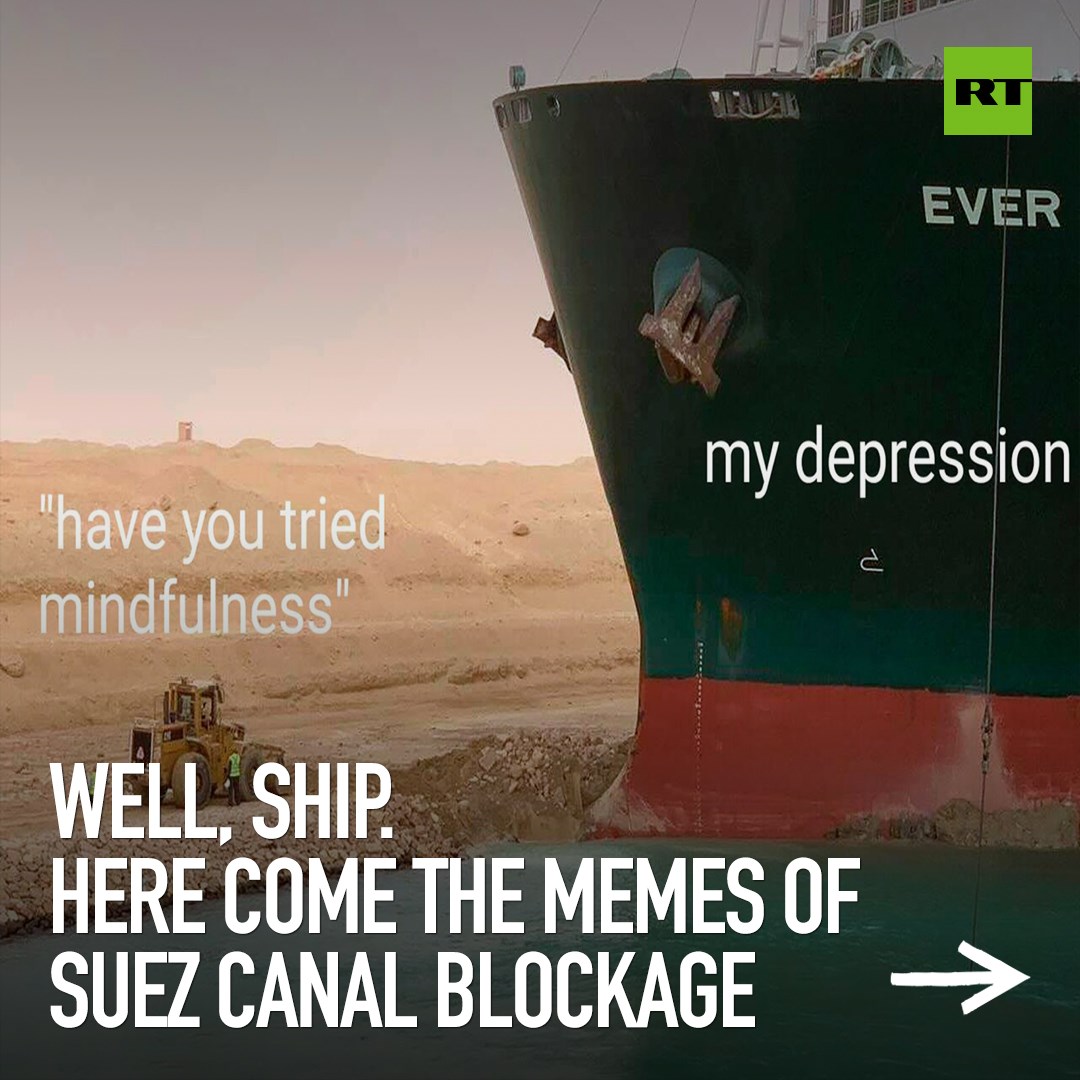 RT
EVER
my depression
"have you tried
mindfulness"
WELL, SHIP.
HERE COME THE MEMES OF
SUEZ CANAL BLOCKAGE